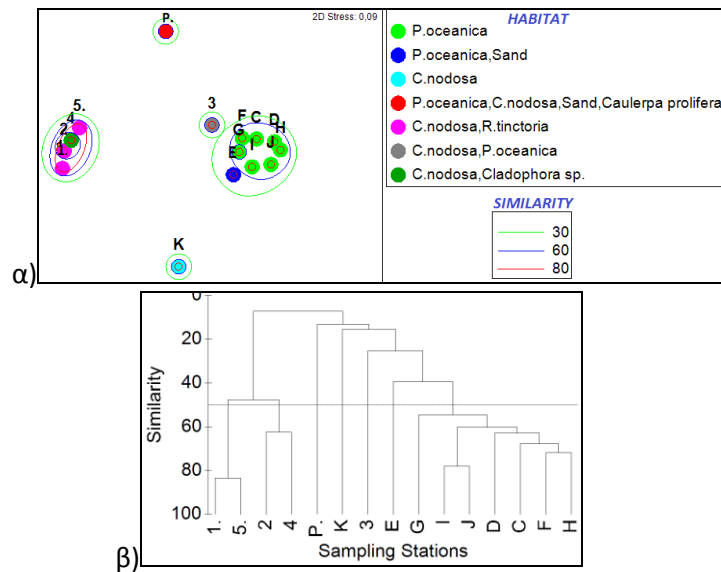 P.
2D Stress: 0,09
HABITAT
P.oceanica
P.oceanica,Sand
C.nodosa
P.oceanica,C.nodosa,Sand,Caulerpa prolifera
C.nodosa,R.tinctoria
C.nodosa,P.oceanica
C.nodosa,Cladophora sp.
5.
4
2
1.
3
F C D
G H
I J
E
K
SIMILARITY
30
60
80
α)
0
20
40
60
80
100
Similarity
1. 5. 2 4 P. K 3 E G I J D C F H
Sampling Stations
β)